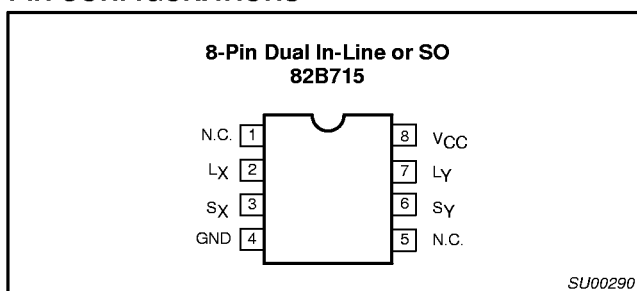 8-Pin Dual In-Line or SO
82B715
N.C. 1 8 VCC
LX 2 7 LY
SX 3 6 SY
GND 4 5 N.C.
SU00290